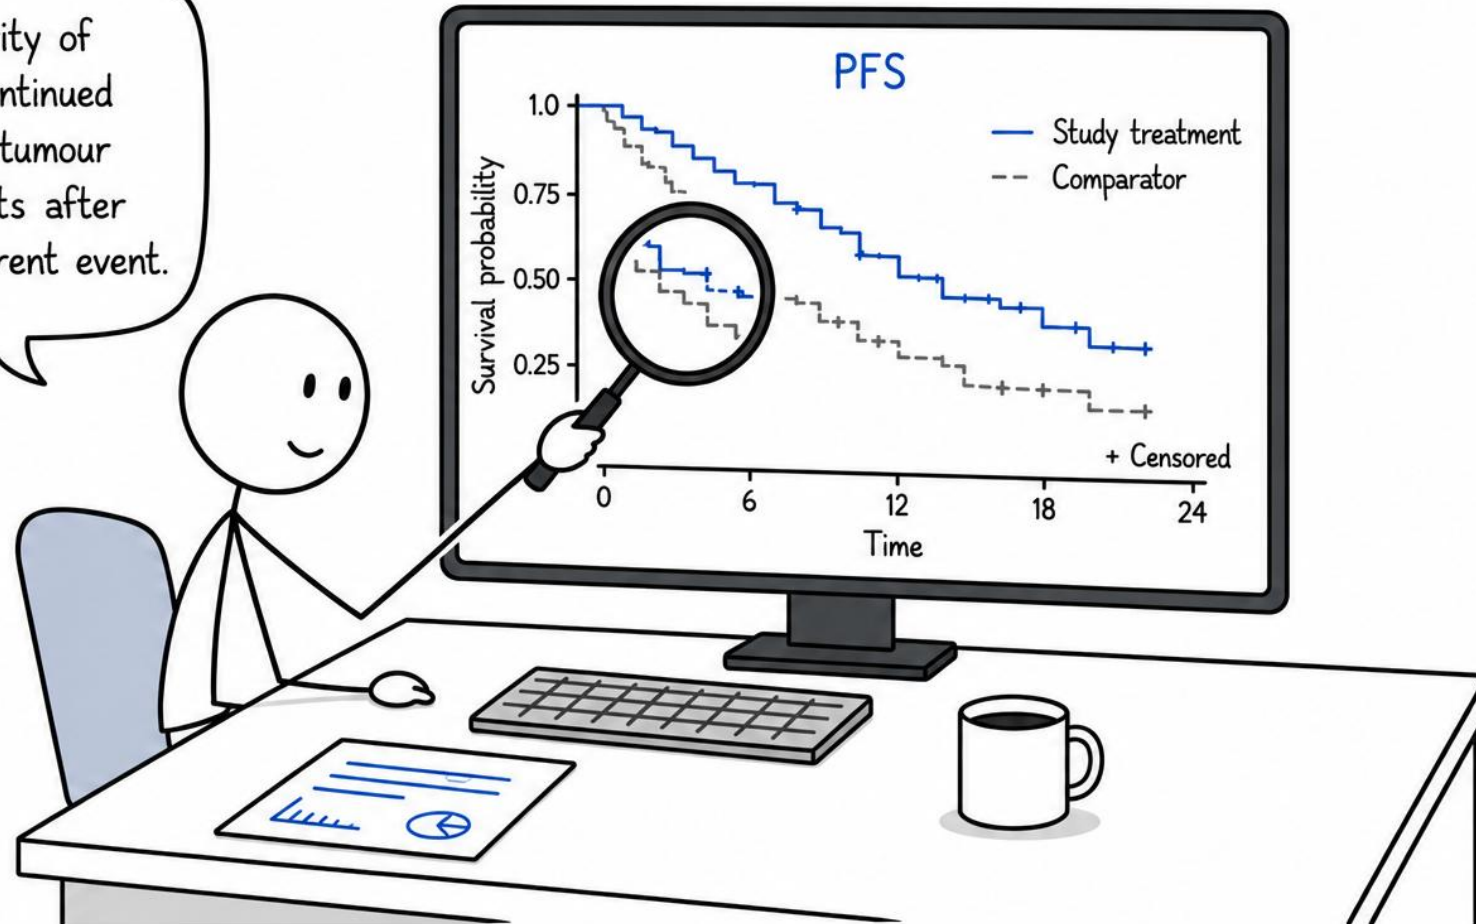 ity of
ntinued
tumour
ts after
rent event.
PFS
1.0
0.75
0.50
0.25
Survival probability
Study treatment
Comparator
+ Censored
0 6 12 18 24
Time